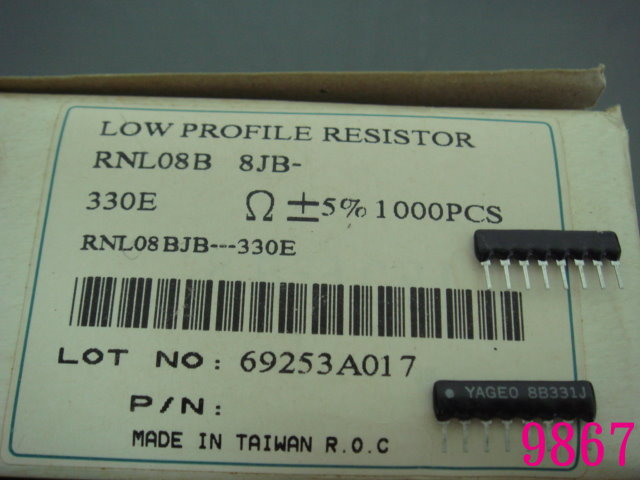 LOW PROFILE RESISTOR
RNL08B 8JB-
330E Ω ±5% 1000PCS
RNL08BJB---330E
LOT NO: 69253A017
P/N:
MADE IN TAIWAN R.O.C
YAGEO 8B331J
9867